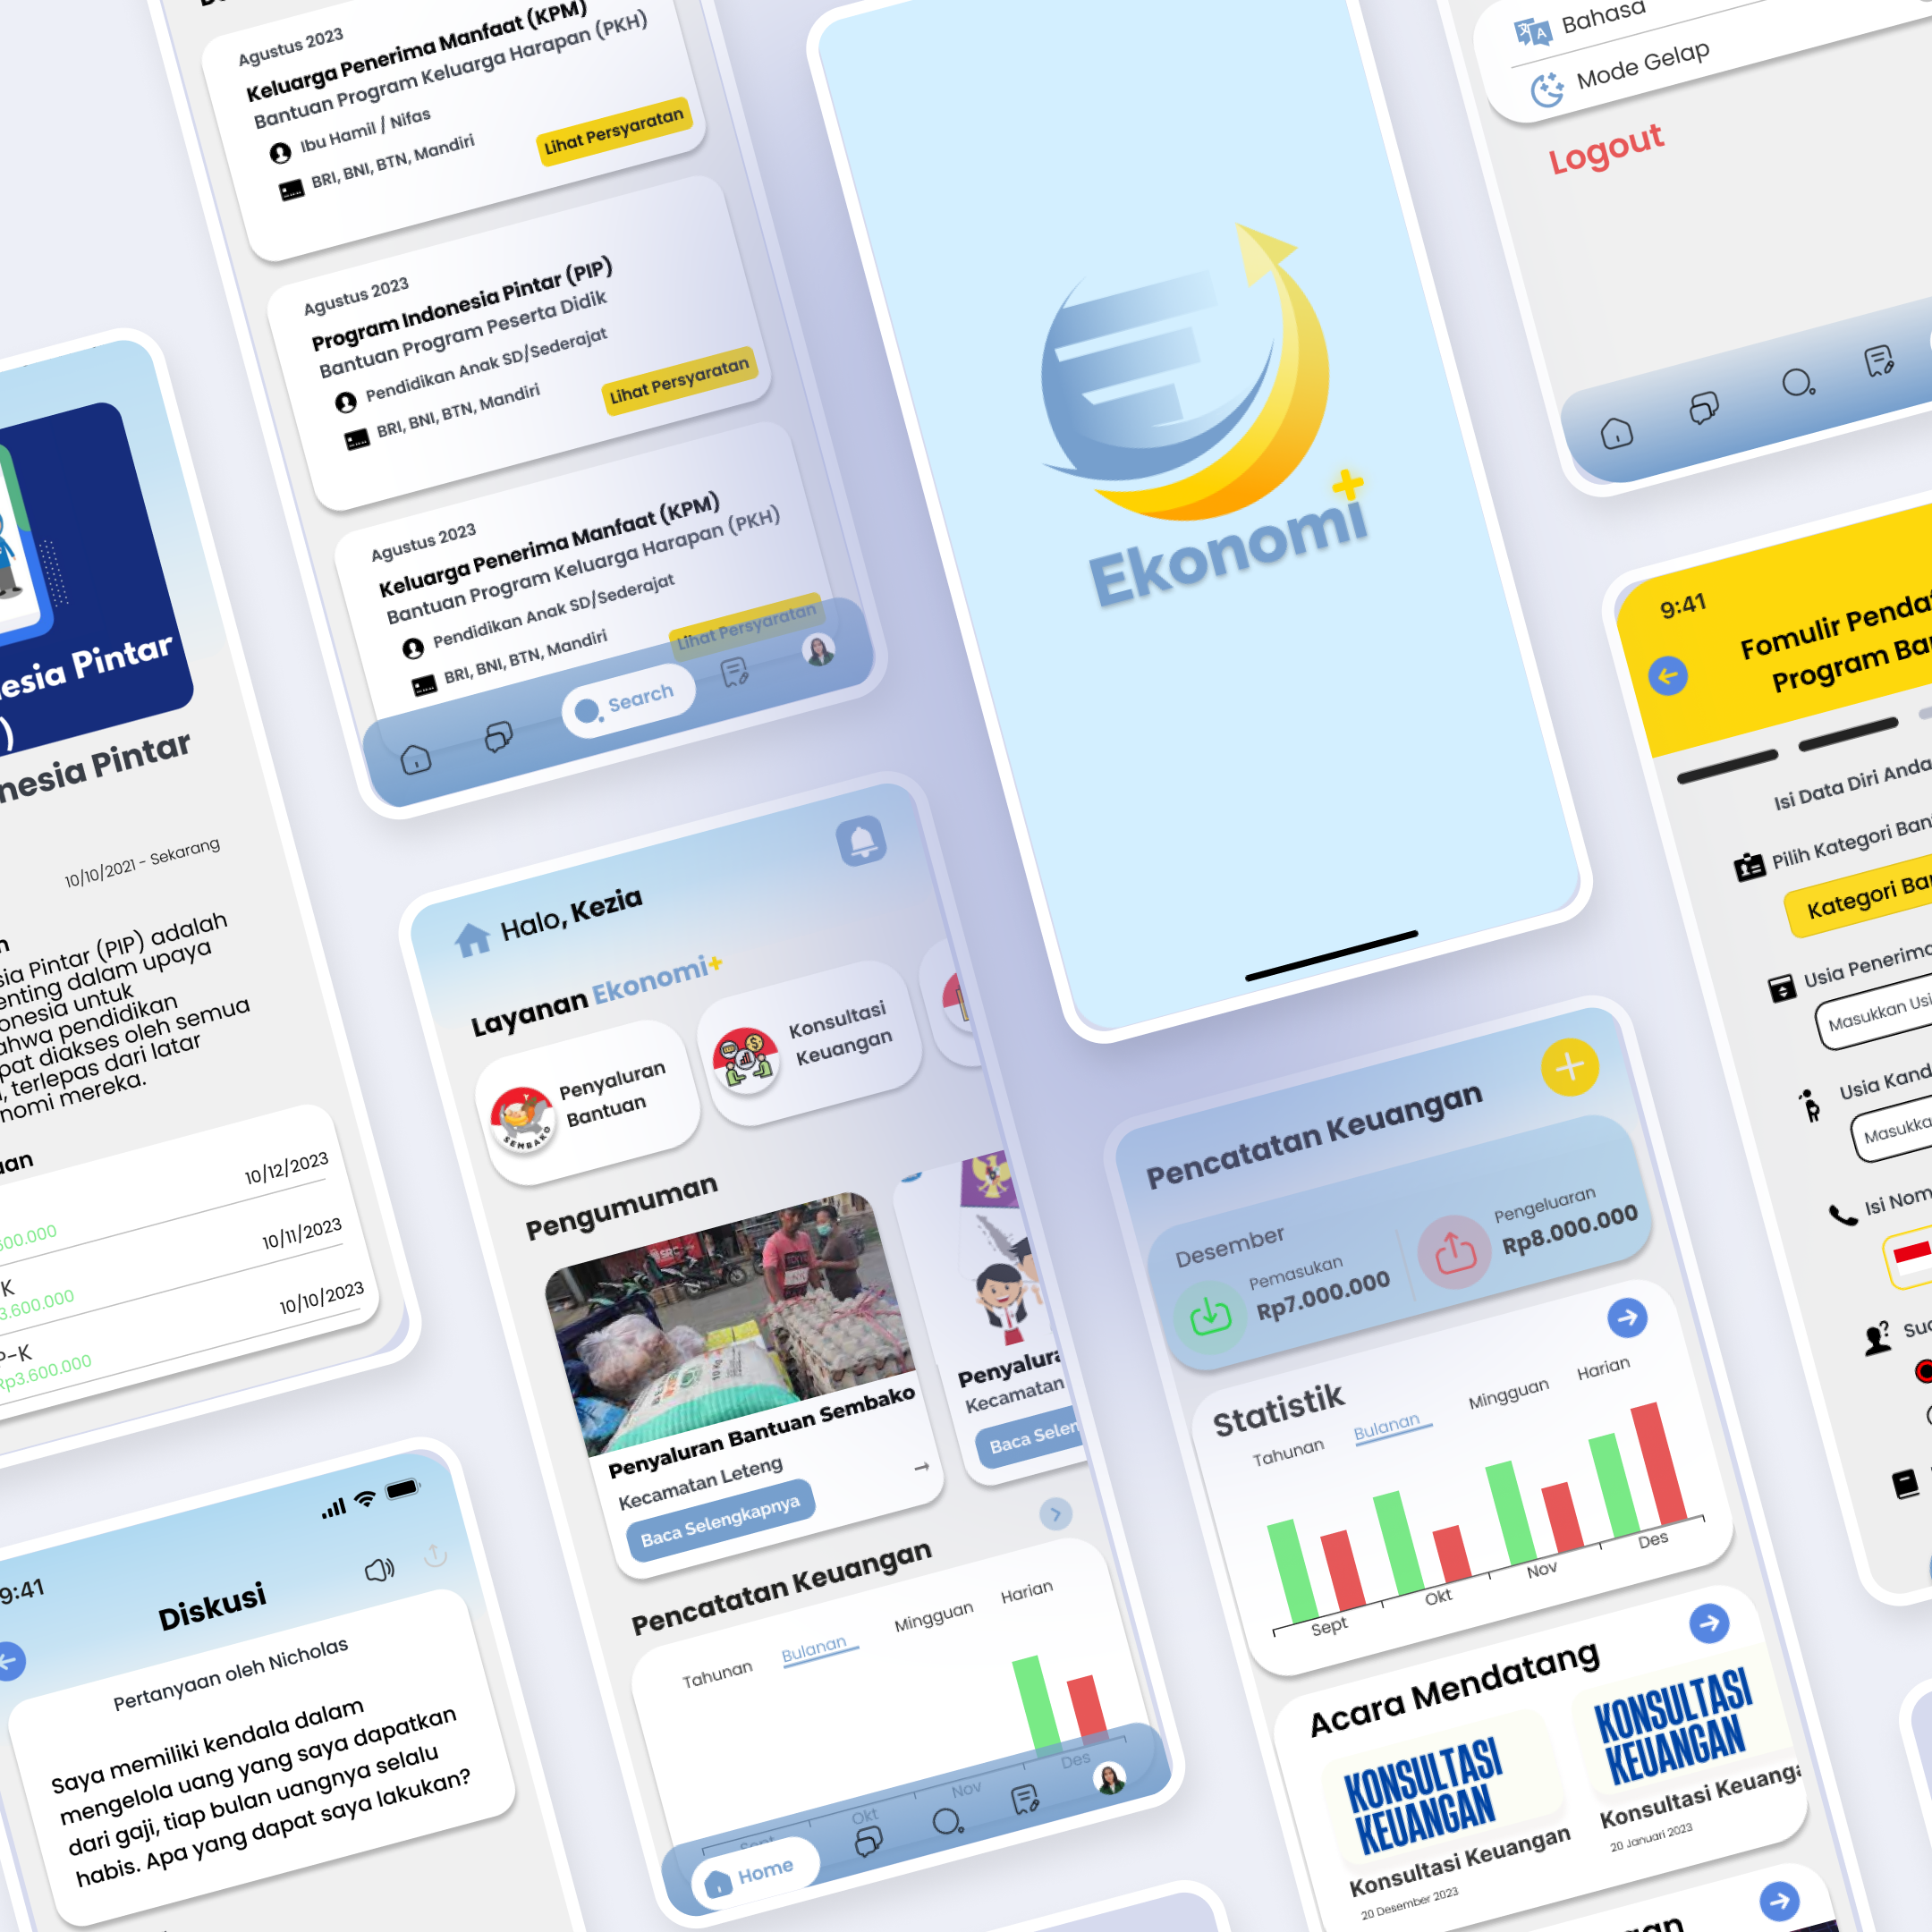 Agustus 2023
Keluarga Penerima Manfaat (KPM)
Bantuan Program Keluarga Harapan (PKH)
Ibu Hamil / Nifas
BRI, BNI, BTN, Mandiri
Lihat Persyaratan
Agustus 2023
Program Indonesia Pintar (PIP)
Bantuan Program Peserta Didik
Pendidikan Anak SD/Sederajat
BRI, BNI, BTN, Mandiri
Lihat Persyaratan
Agustus 2023
Keluarga Penerima Manfaat (KPM)
Bantuan Program Keluarga Harapan (PKH)
Pendidikan Anak SD/Sederajat
BRI, BNI, BTN, Mandiri
Lihat Persyaratan
Search
Ekonomi+
Bahasa
Mode Gelap
Logout
esia Pintar
)
nesia Pintar
10/10/2021 - Sekarang
n
sia Pintar (PIP) adalah
enting dalam upaya
onesia untuk
ahwa pendidikan
pat diakses oleh semua
, terlepas dari latar
nomi mereka.
10/12/2023
600.000
10/11/2023
-K
3.600.000
10/10/2023
P-K
Rp3.600.000
9:41
Diskusi
Pertanyaan oleh Nicholas
Saya memiliki kendala dalam
mengelola uang yang saya dapatkan
dari gaji, tiap bulan uangnya selalu
habis. Apa yang dapat saya lakukan?
Halo, Kezia
Layanan Ekonomi+
SEMBAKO
Penyaluran
Bantuan
Konsultasi
Keuangan
Pengumuman
Penyaluran Bantuan Sembako
Kecamatan Leteng
Baca Selengkapnya
Penyalura
Kecamatan
Baca Selen
Pencatatan Keuangan
Tahunan
Bulanan
Mingguan
Harian
Sept
Okt
Nov
Des
Home
Pencatatan Keuangan
Desember
Pemasukan
Rp7.000.000
Pengeluaran
Rp8.000.000
Statistik
Tahunan
Bulanan
Mingguan
Harian
Sept
Okt
Nov
Des
Acara Mendatang
KONSULTASI
KEUANGAN
Konsultasi Keuangan
20 Desember 2023
KONSULTASI
KEUANGAN
Konsultasi Keuanga
20 Januari 2023
9:41
Fomulir Penda
Program Ba
Isi Data Diri Anda
Pilih Kategori Ban
Kategori Ba
Usia Penerima
Masukkan Usi
Usia Kand
Masukka
Isi Nom